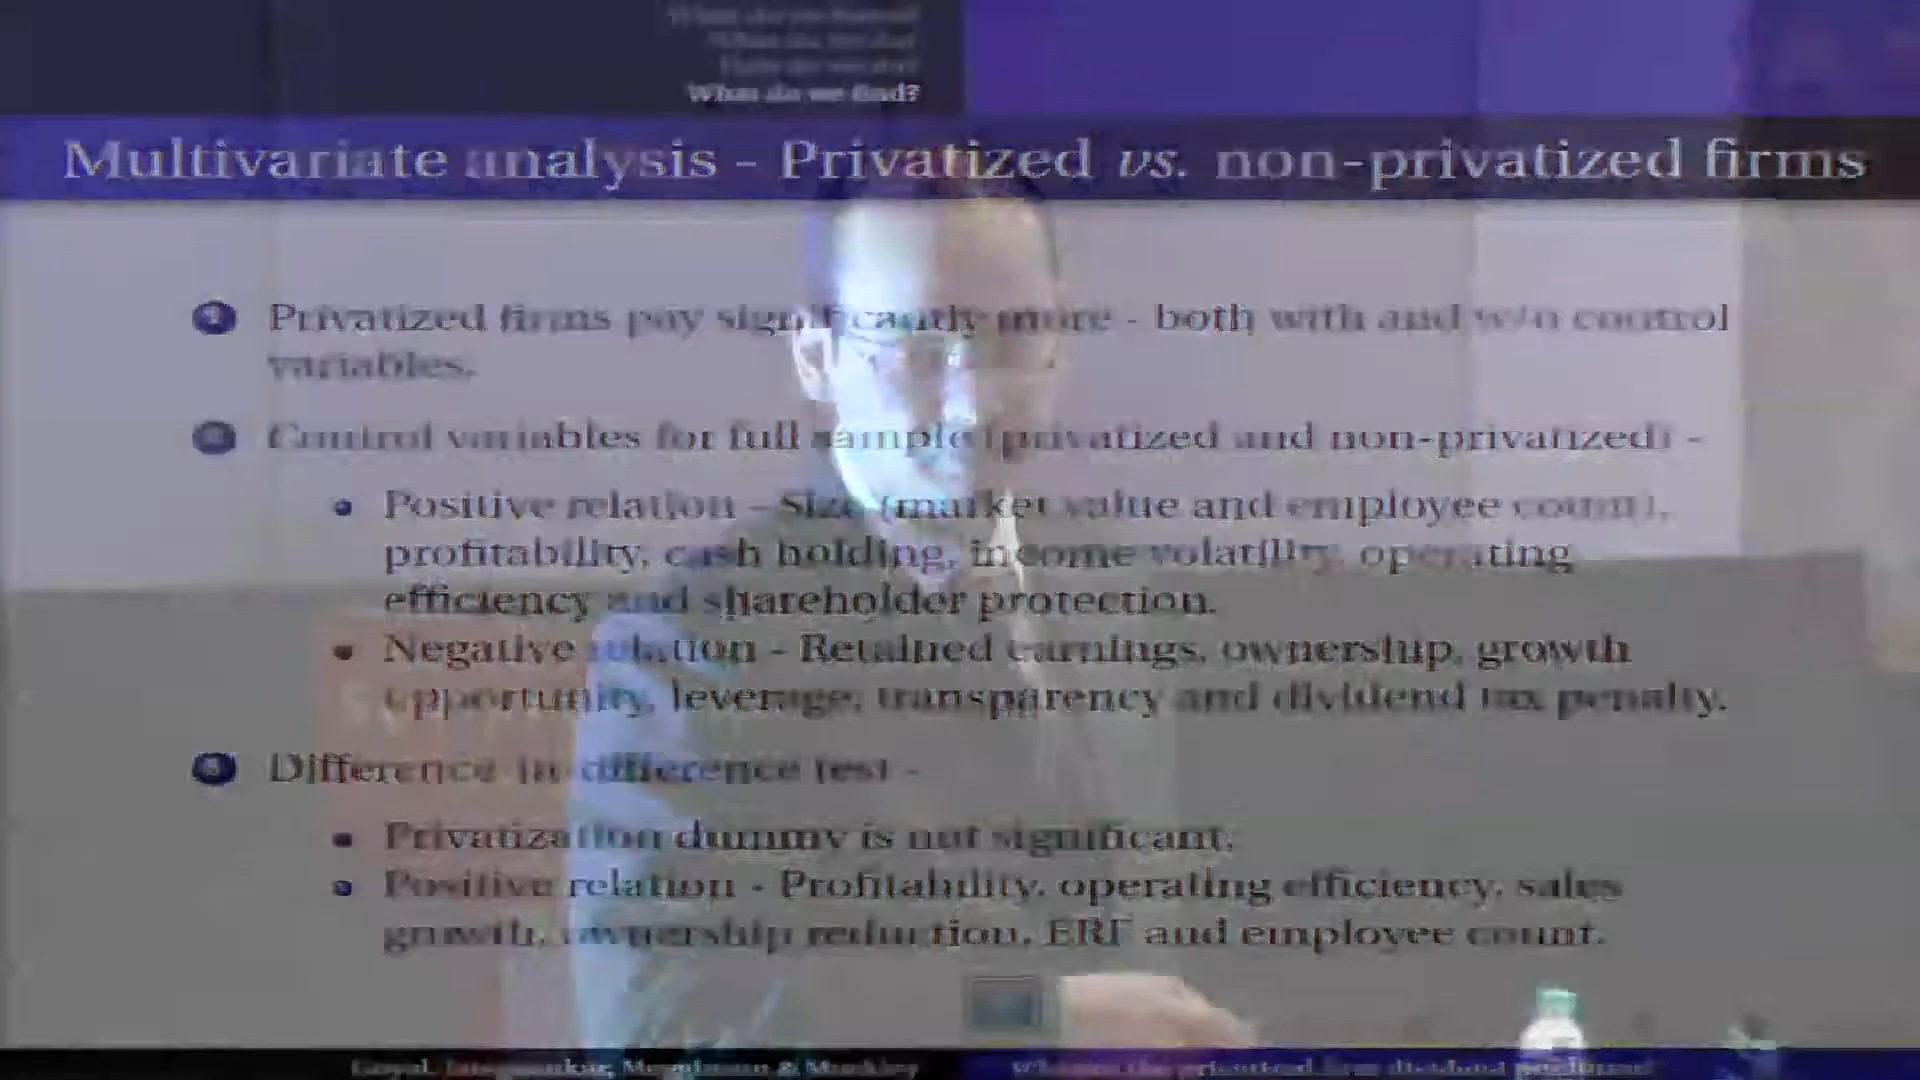 What do we find?
Multivariate analysis - Privatized vs. non-privatized firms
1 Privatized firms pay significantly more - both with and w/o control
variables.
2 Control variables for full sample (privatized and non-privatized) -
Positive relation - Size (market value and employee count),
profitability, cash holding, income volatility, operating
efficiency and shareholder protection.
Negative relation - Retained earnings, ownership, growth
opportunity, leverage, transparency and dividend tax penalty.
3 Difference-in-difference test -
Privatization dummy is not significant.
Positive relation - Profitability, operating efficiency, sales
growth, ownership reduction, ERF and employee count.